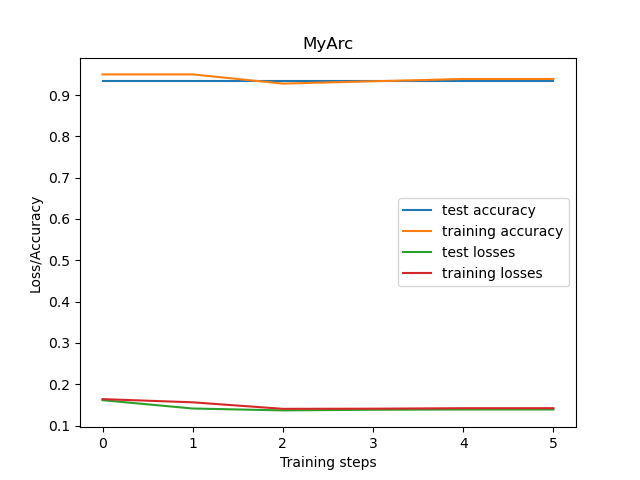 MyArc
Loss/Accuracy
0.9
0.8
0.7
0.6
0.5
0.4
0.3
0.2
0.1
test accuracy
training accuracy
test losses
training losses
0 1 2 3 4 5
Training steps